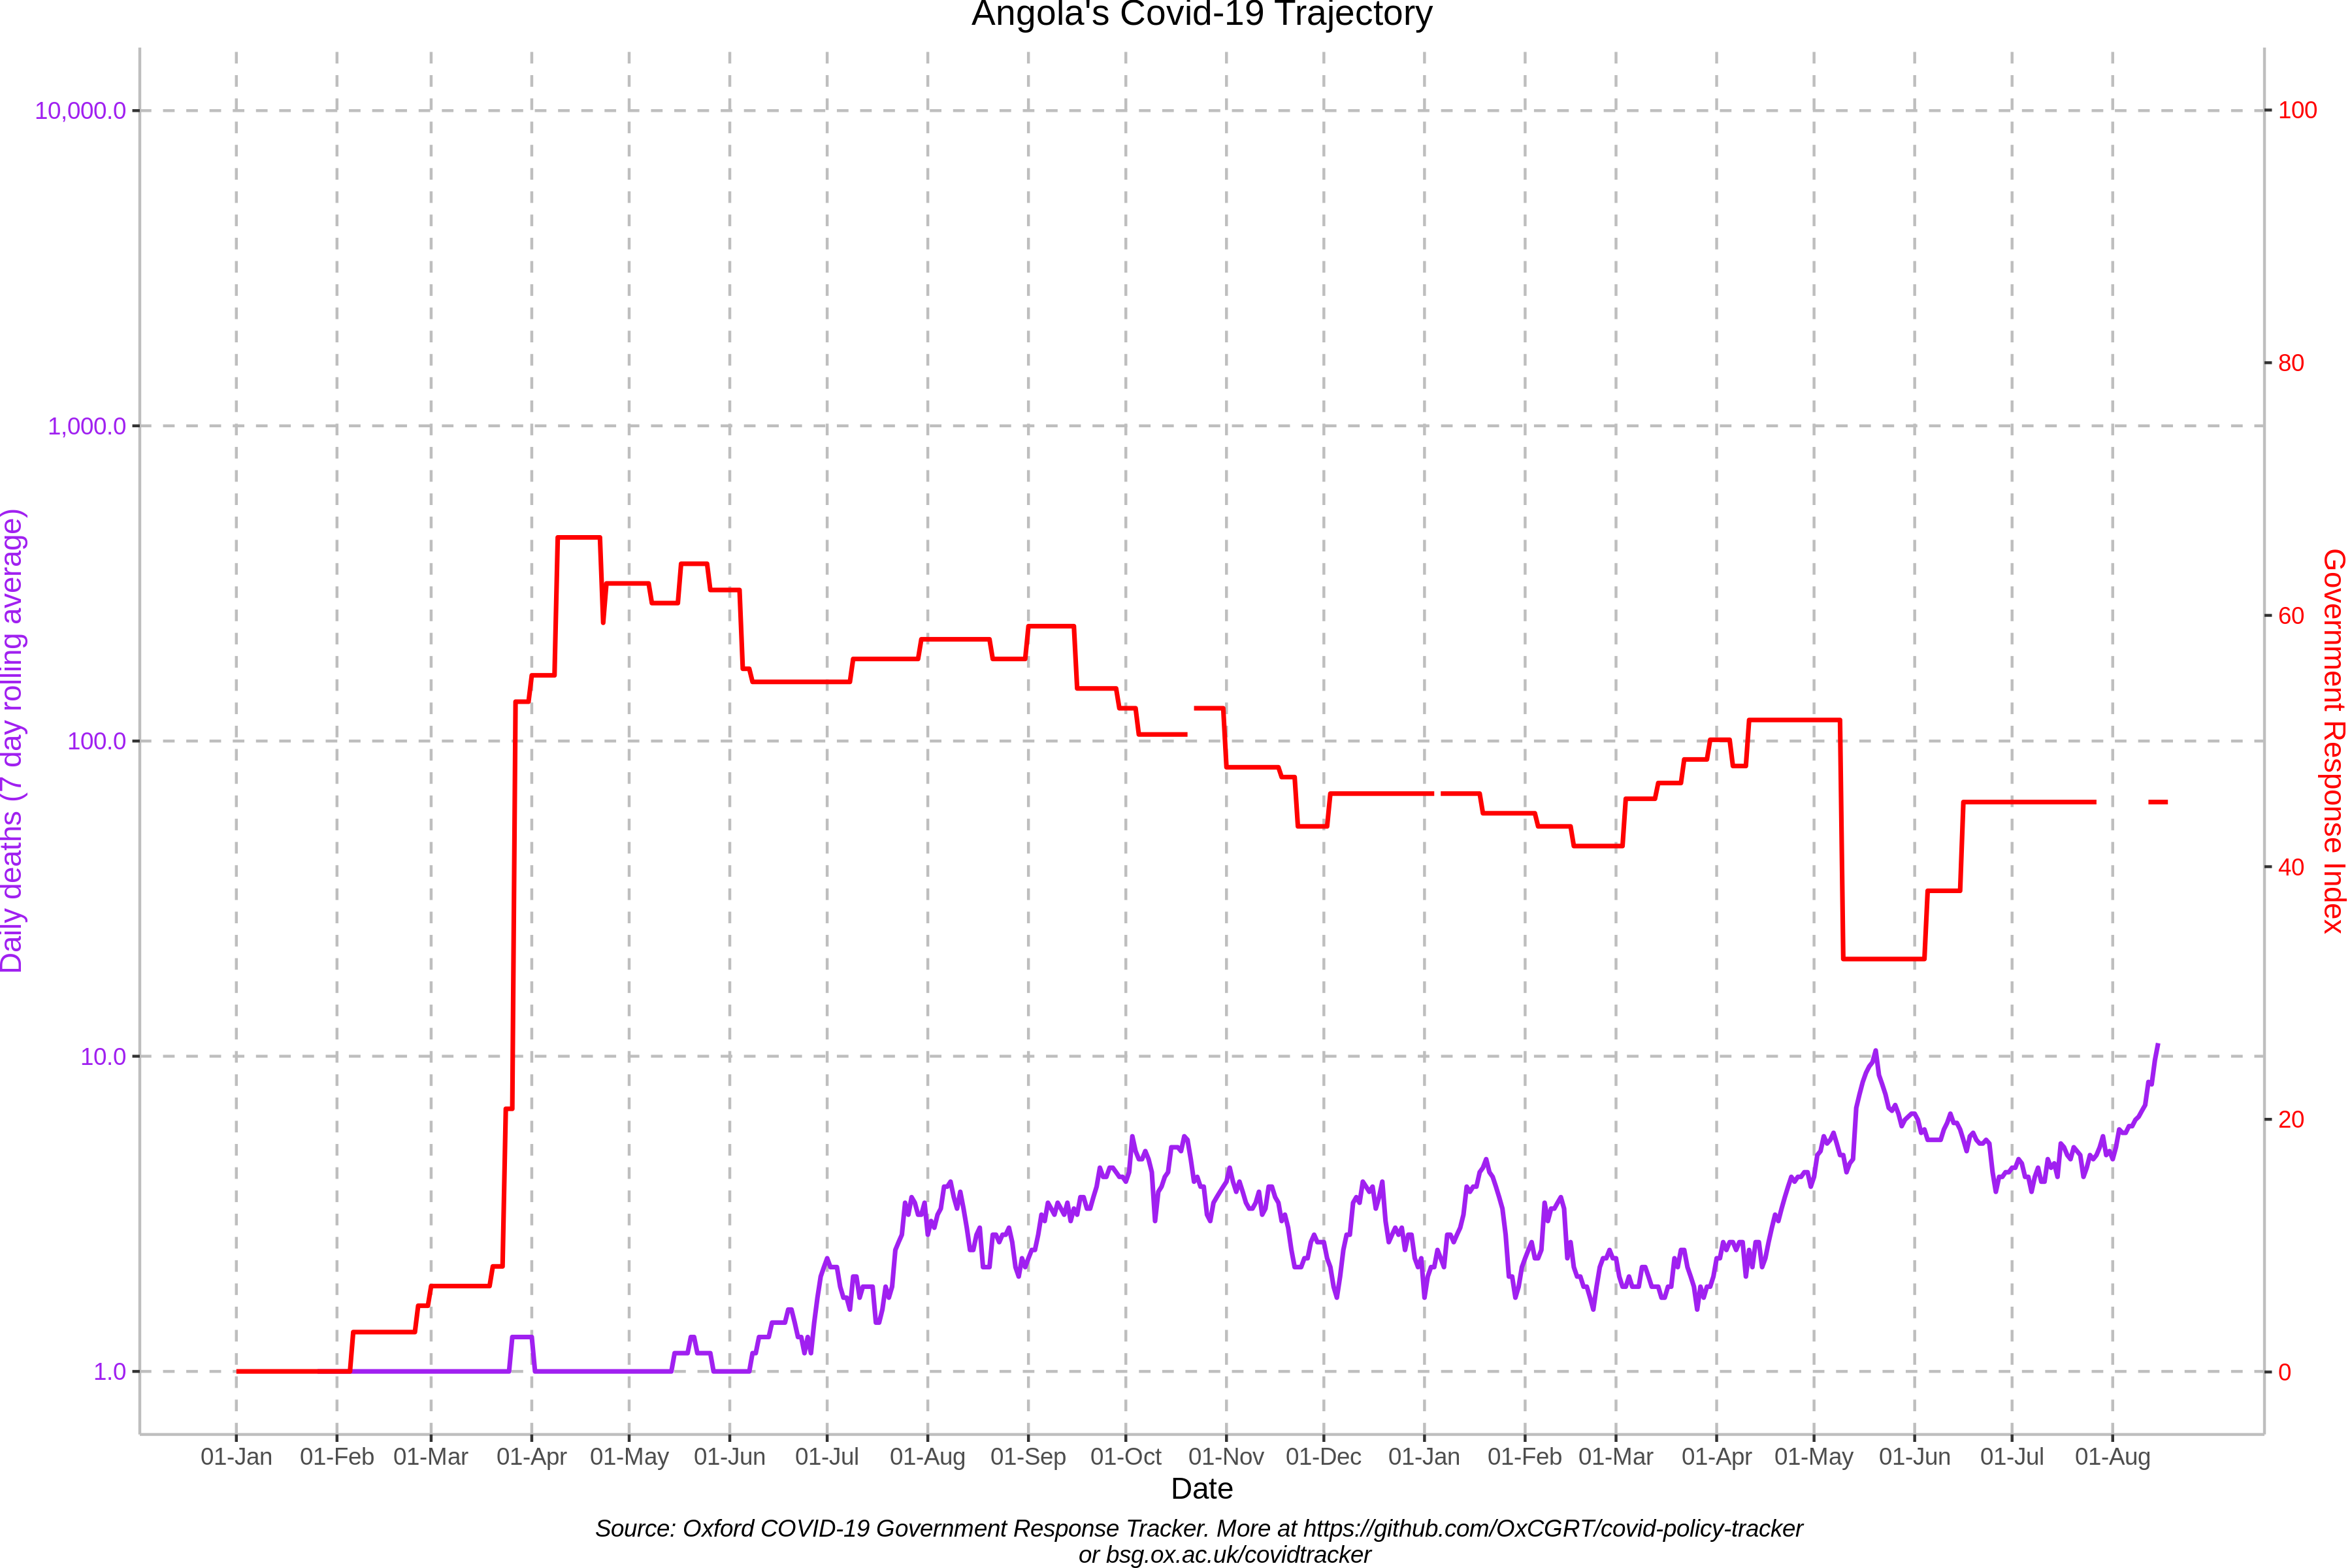 Angola's Covid-19 Trajectory
10,000.0
1,000.0
100.0
10.0
1.0
Daily deaths (7 day rolling average)
100
80
60
40
20
0
Government Response Index
01-Jan 01-Feb 01-Mar 01-Apr 01-May 01-Jun 01-Jul 01-Aug 01-Sep 01-Oct 01-Nov 01-Dec 01-Jan 01-Feb 01-Mar 01-Apr 01-May 01-Jun 01-Jul 01-Aug
Date
Source: Oxford COVID-19 Government Response Tracker. More at https://github.com/OxCGRT/covid-policy-tracker
or bsg.ox.ac.uk/covidtracker